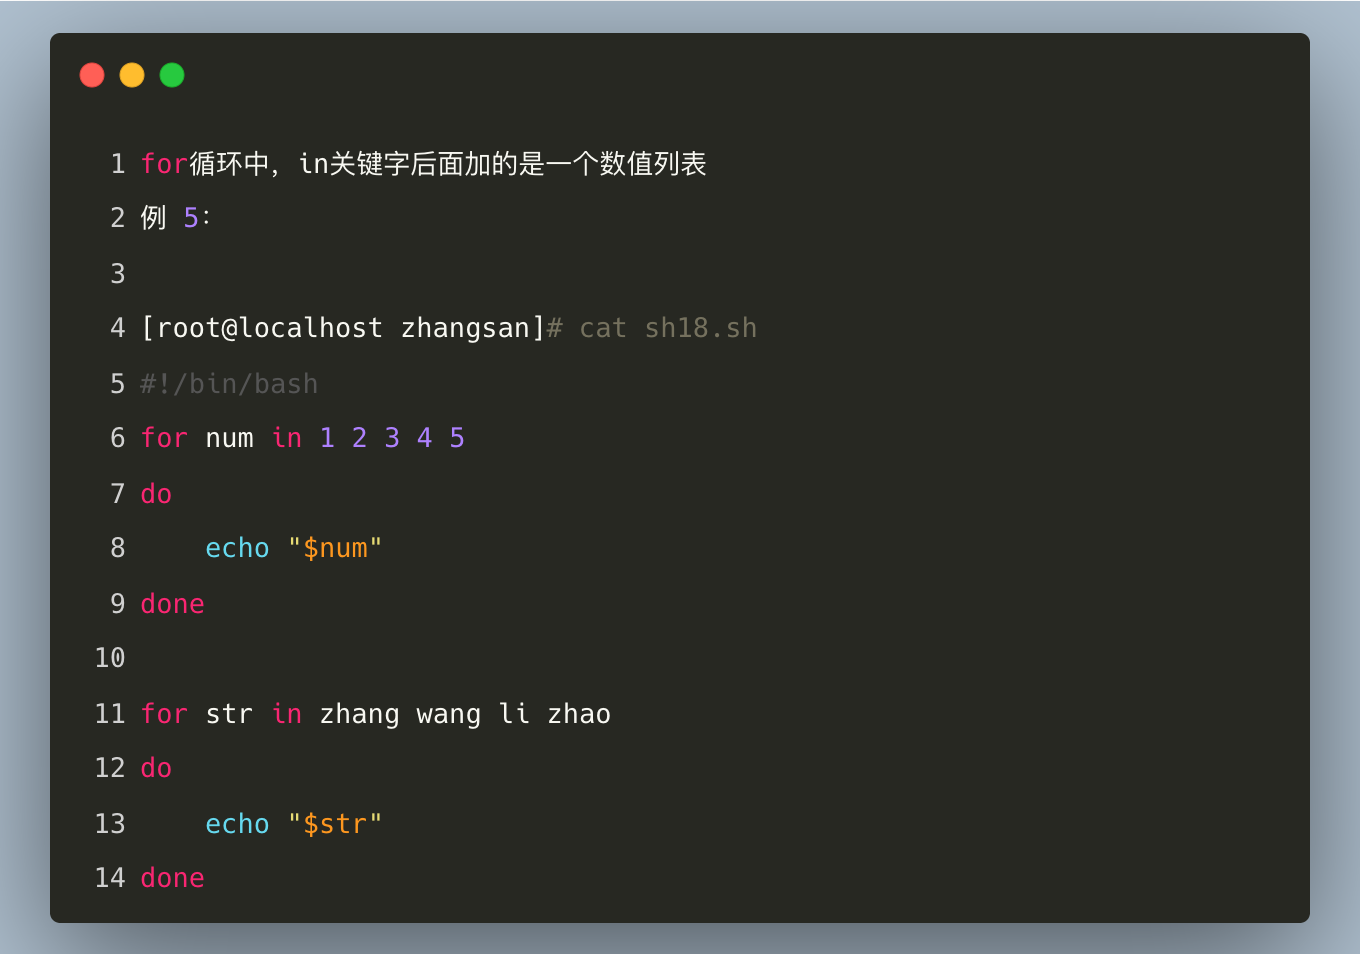 1 for循环中，in关键字后面加的是一个数值列表
2 例 5：
3
4 [root@localhost zhangsan]# cat sh18.sh
5 #!/bin/bash
6 for num in 1 2 3 4 5
7 do
8     echo "$num"
9 done
10
11 for str in zhang wang li zhao
12 do
13     echo "$str"
14 done